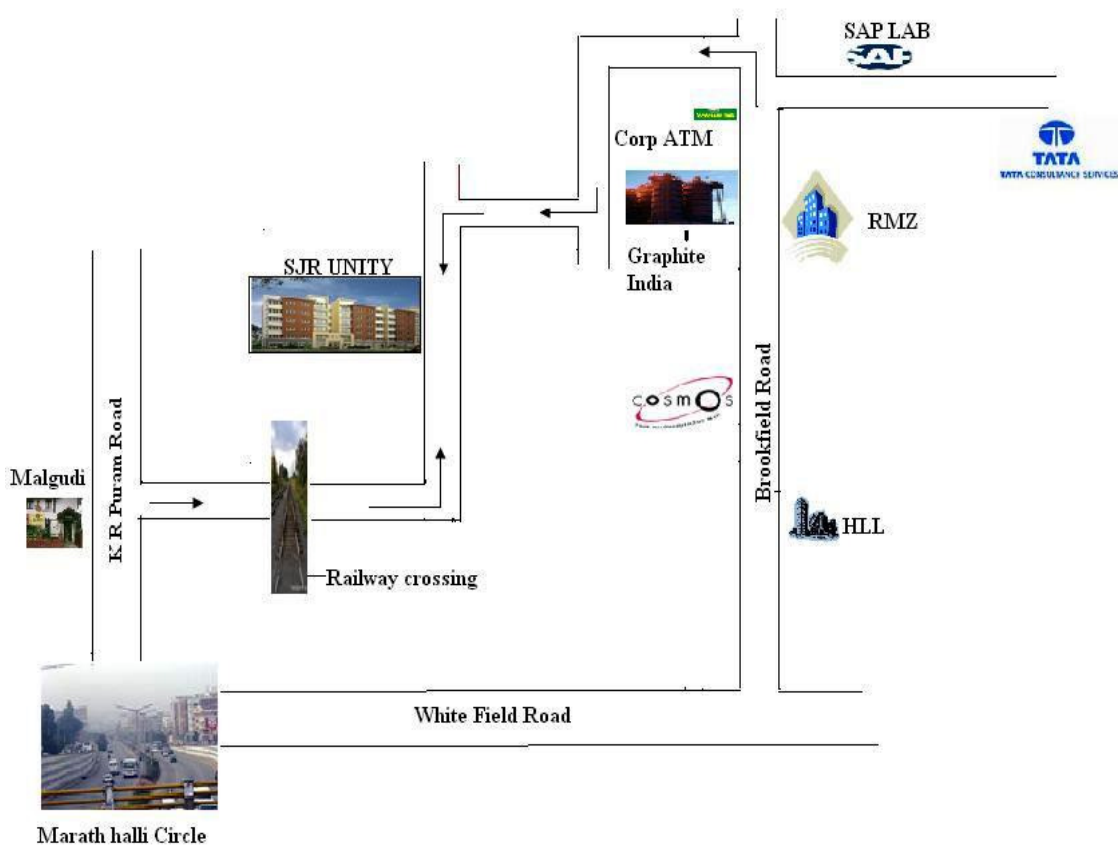 SAP LAB
SAP
Corp ATM
TATA
TATA CONSULTANCY SERVICES
RMZ
Graphite
India
SJR UNITY
cosmos
Brookfield Road
K R Puram Road
Malgudi
HLL
Railway crossing
White Field Road
Marath halli Circle